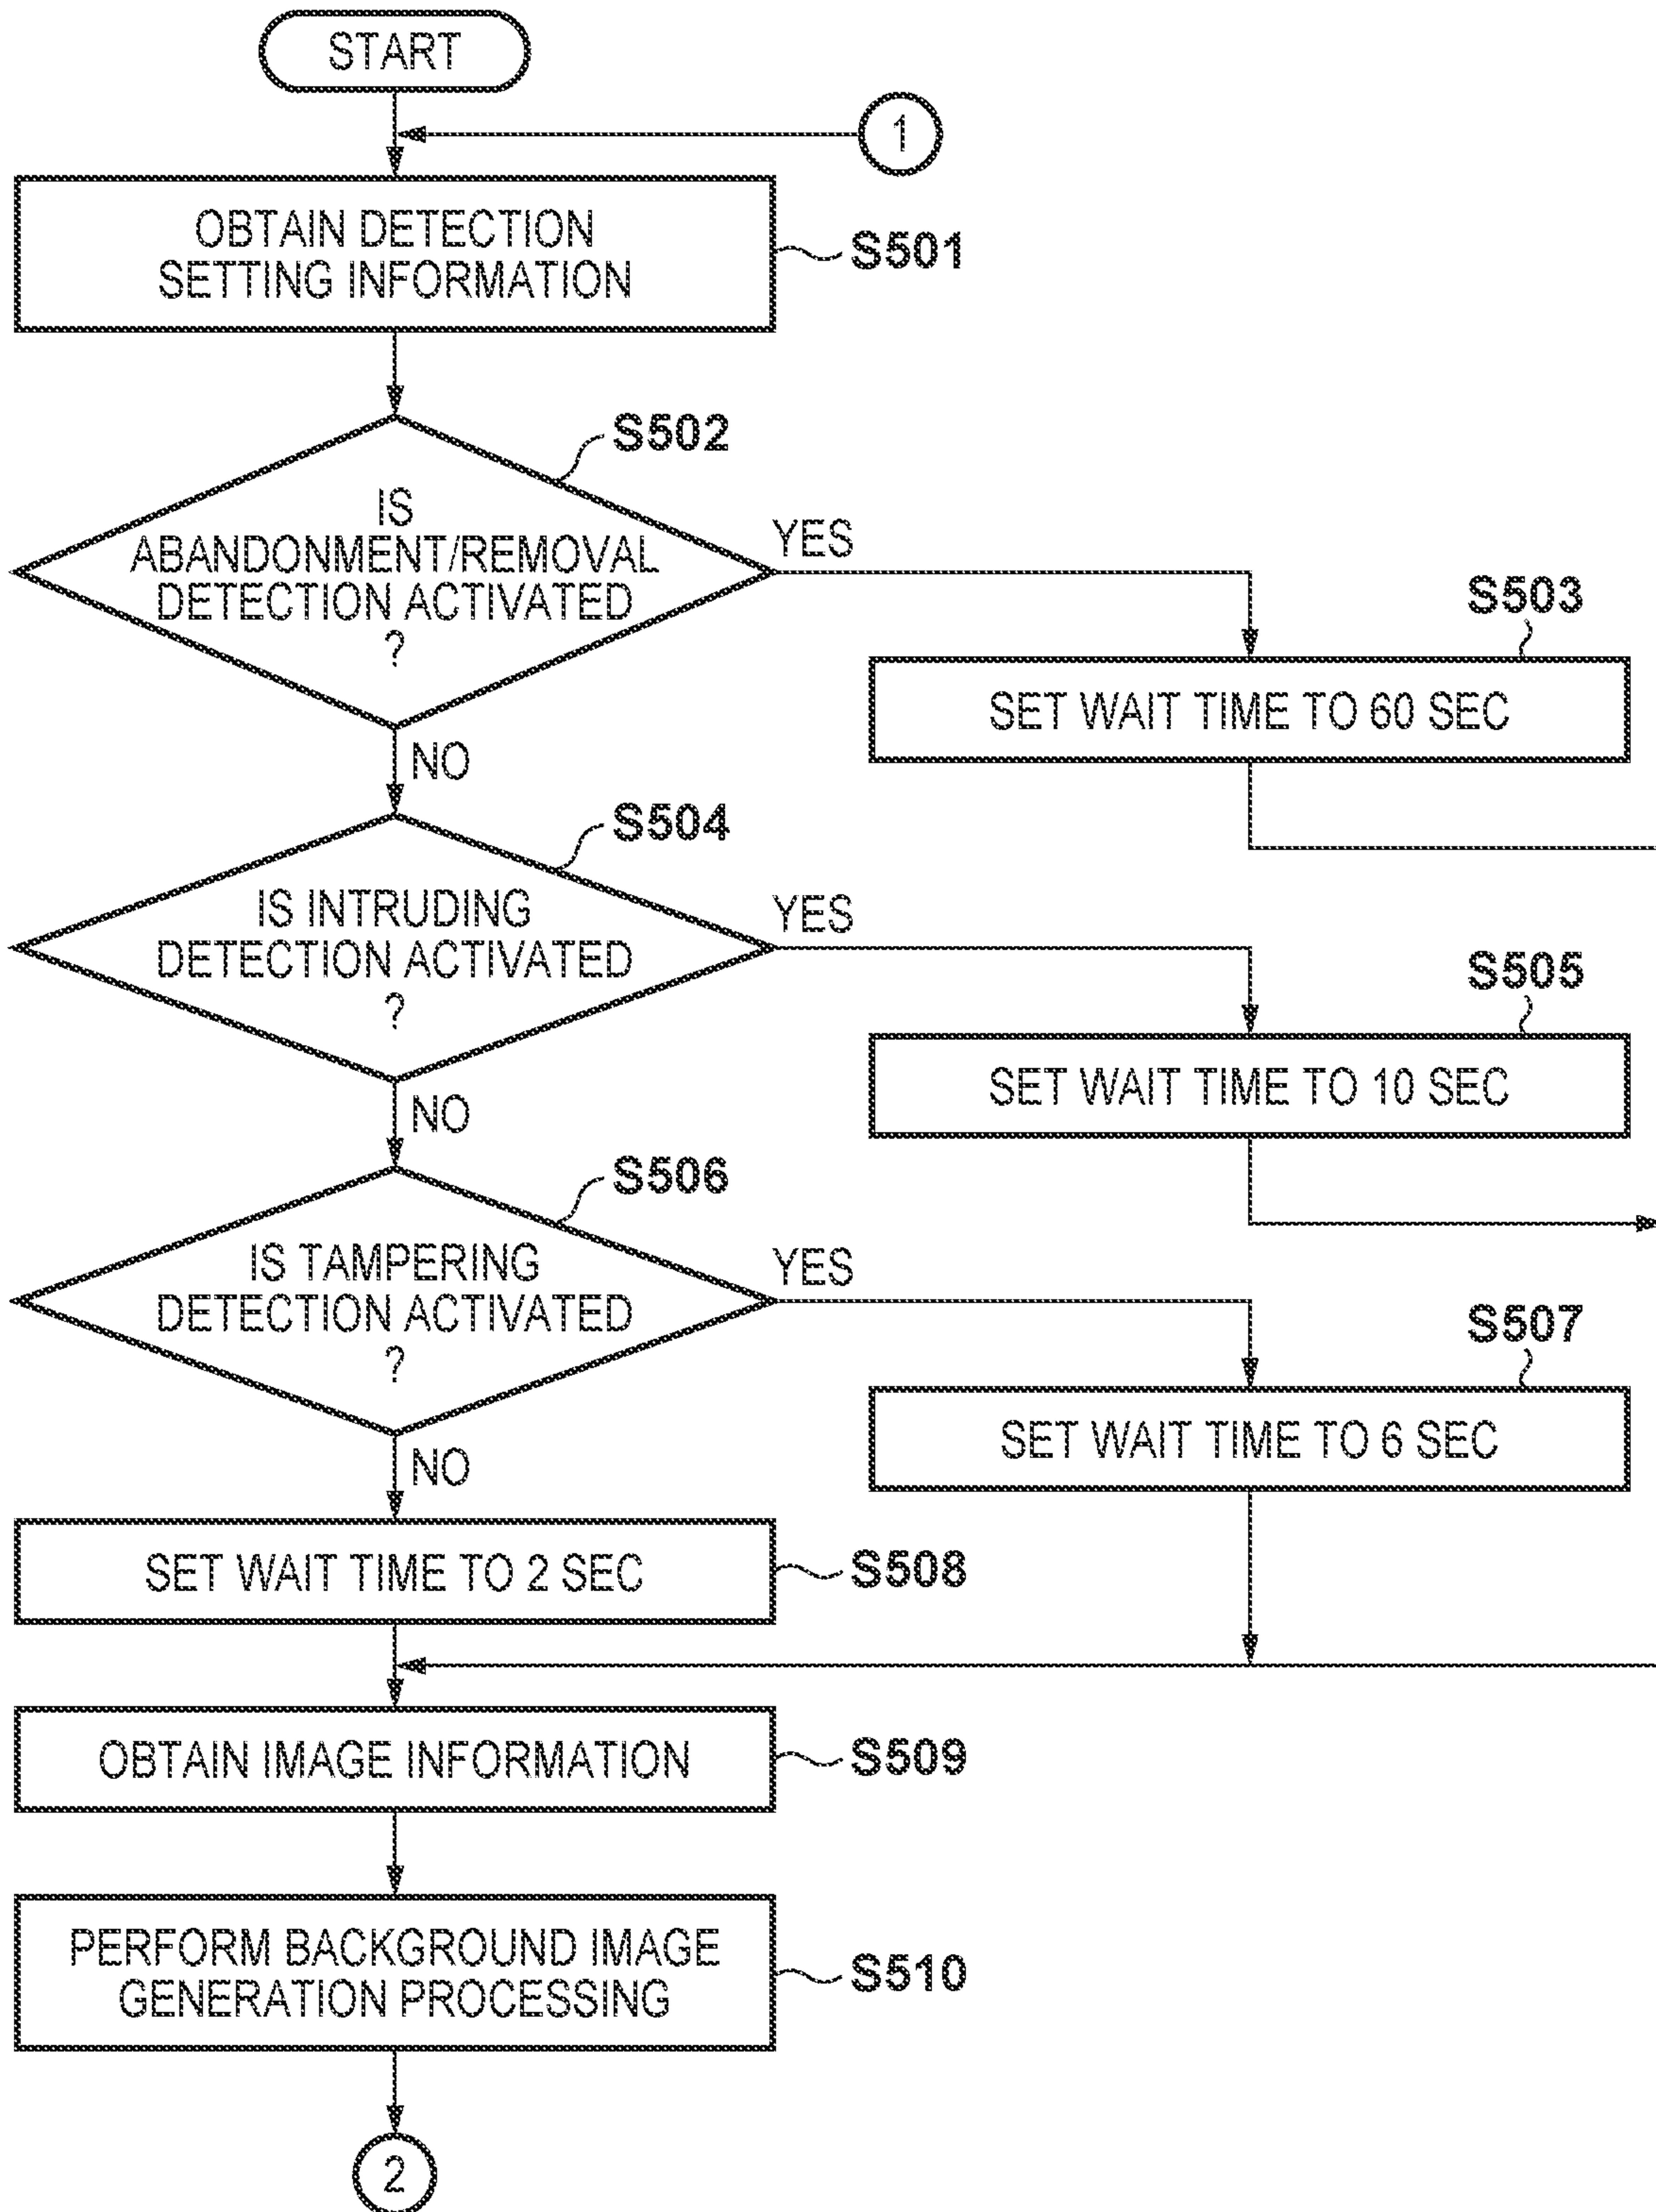 START
1
OBTAIN DETECTION
SETTING INFORMATION
S501
S502
IS
ABANDONMENT/REMOVAL
DETECTION ACTIVATED
?
YES
NO
S503
SET WAIT TIME TO 60 SEC
S504
IS INTRUDING
DETECTION ACTIVATED
?
YES
NO
S505
SET WAIT TIME TO 10 SEC
S506
IS TAMPERING
DETECTION ACTIVATED
?
YES
NO
S507
SET WAIT TIME TO 6 SEC
SET WAIT TIME TO 2 SEC
S508
OBTAIN IMAGE INFORMATION
S509
PERFORM BACKGROUND IMAGE
GENERATION PROCESSING
S510
2